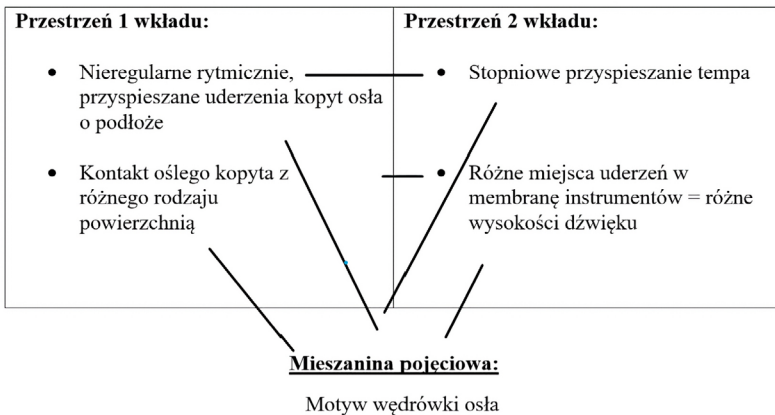 Przestrzeń 1 wkładu:
• Nieregularne rytmicznie,
przyspieszane uderzenia kopyt osła
o podłoże
• Kontakt oślego kopyta z
różnego rodzaju
powierzchnią
Przestrzeń 2 wkładu:
• Stopniowe przyspieszanie tempa
• Różne miejsca uderzeń w
membranę instrumentów = różne
wysokości dźwięku
Mieszanina pojęciowa:
Motyw wędrówki osła